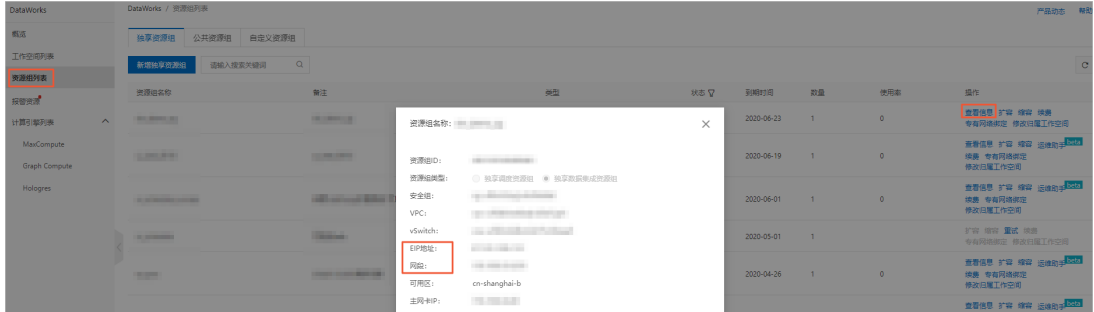 DataWorks
DataWorks / 资源组列表
产品动态 帮助
概览
工作空间列表
资源组列表
报警资源
计算引擎列表
MaxCompute
Graph Compute
Hologres
独享资源组 公共资源组 自定义资源组
新增独享资源组 请输入搜索关键词
资源组名称 备注 类型 状态 到期时间 数量 使用率 操作
2020-06-23 1 0 查看信息 扩容 缩容 续费
专有网络绑定 修改归属工作空间
2020-06-19 1 0 查看信息 扩容 缩容 运维助手 beta
续费 专有网络绑定
修改归属工作空间
2020-06-01 1 0 查看信息 扩容 缩容 运维助手 beta
续费 专有网络绑定
修改归属工作空间
2020-05-01 1 扩容 缩容 重试 续费
专有网络绑定 修改归属工作空间
2020-04-26 1 0 查看信息 扩容 缩容 运维助手 beta
续费 专有网络绑定
修改归属工作空间
查看信息 扩容 缩容 运维助手 beta
资源组名称:
资源组ID:
资源组类型: 独享调度资源组 独享数据集成资源组
安全组:
VPC:
vSwitch:
EIP地址:
网段:
可用区: cn-shanghai-b
主网卡IP: